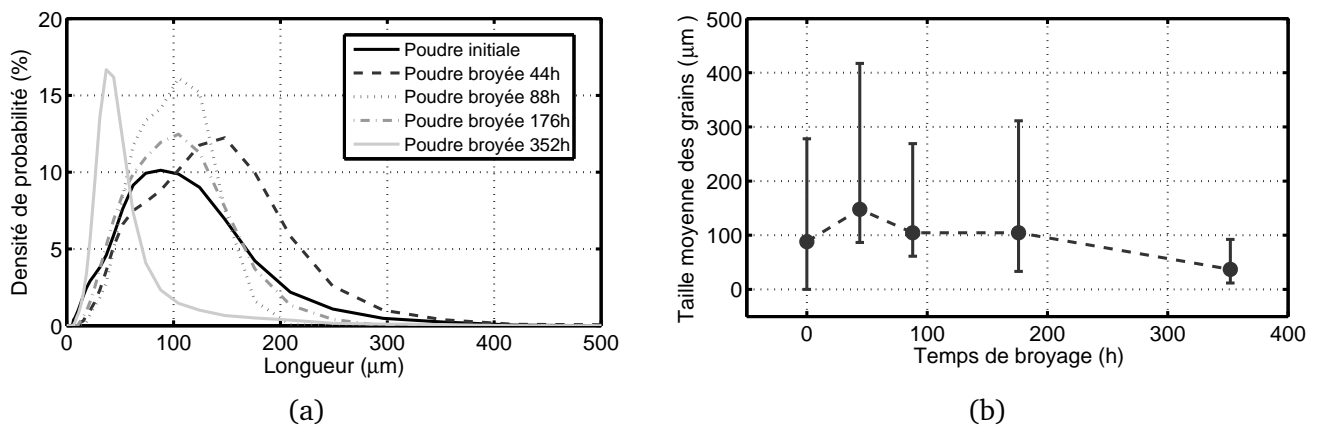 20
15
10
5
0
Densité de probabilité (%)
Poudre initiale
Poudre broyée 44h
Poudre broyée 88h
Poudre broyée 176h
Poudre broyée 352h
0 100 200 300 400 500
Longueur (µm)
(a)
500
400
300
200
100
0
Taille moyenne des grains (µm )
0 100 200 300 400
Temps de broyage (h)
(b)